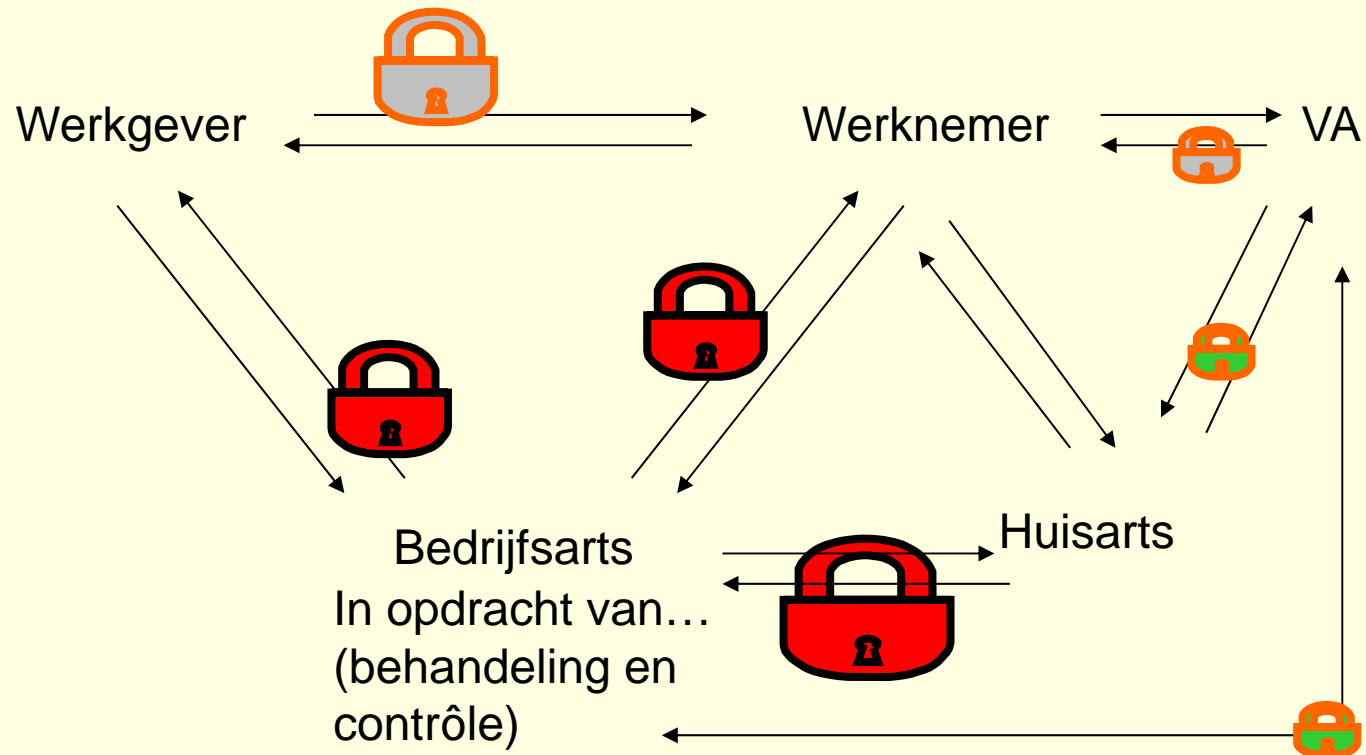 Werkgever
Werknemer
VA
Bedrijfsarts
Huisarts
In opdracht van…
(behandeling en
contrôle)